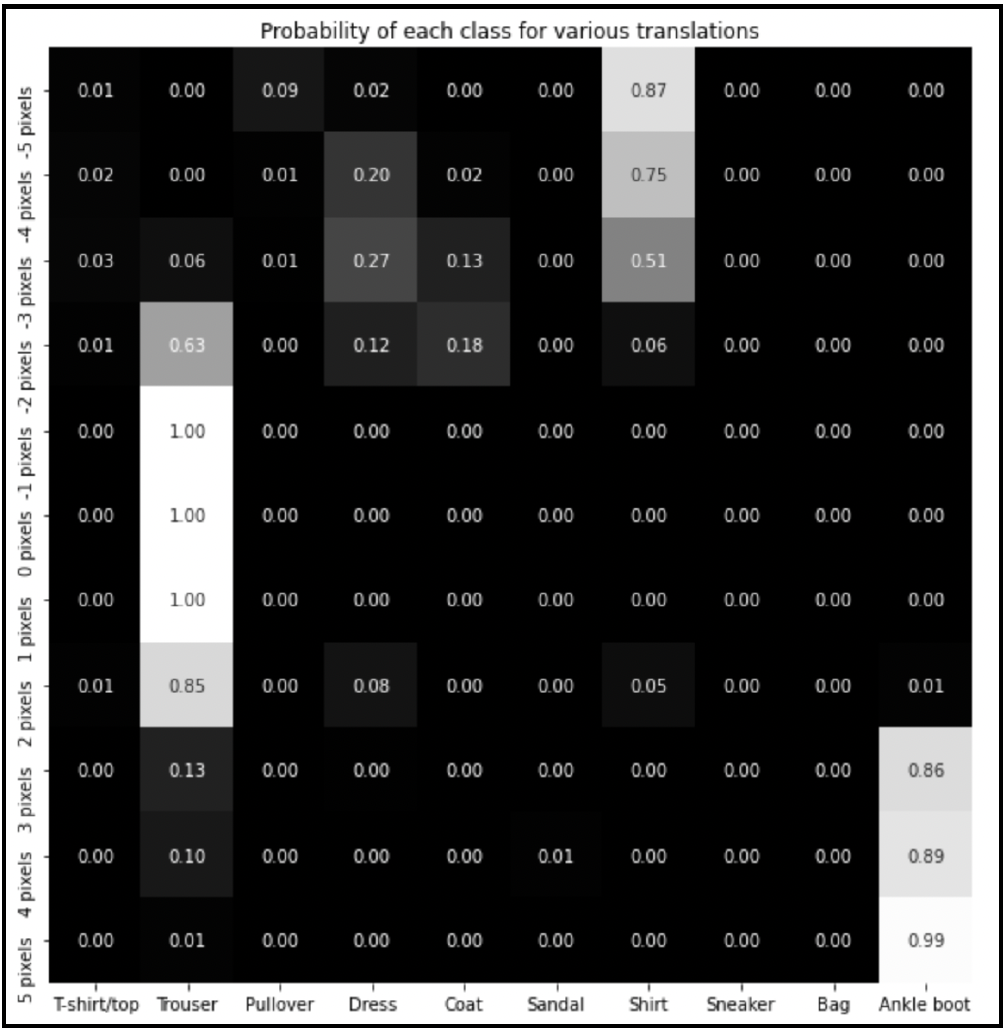 Probability of each class for various translations
-5 pixels 0.01 0.00 0.09 0.02 0.00 0.00 0.87 0.00 0.00 0.00
-4 pixels 0.02 0.00 0.01 0.20 0.02 0.00 0.75 0.00 0.00 0.00
-3 pixels 0.03 0.06 0.01 0.27 0.13 0.00 0.51 0.00 0.00 0.00
-2 pixels 0.01 0.63 0.00 0.12 0.18 0.00 0.06 0.00 0.00 0.00
-1 pixels 0.00 1.00 0.00 0.00 0.00 0.00 0.00 0.00 0.00 0.00
0 pixels 0.00 1.00 0.00 0.00 0.00 0.00 0.00 0.00 0.00 0.00
1 pixels 0.00 1.00 0.00 0.00 0.00 0.00 0.00 0.00 0.00 0.00
2 pixels 0.01 0.85 0.00 0.08 0.00 0.00 0.05 0.00 0.00 0.01
3 pixels 0.00 0.13 0.00 0.00 0.00 0.00 0.00 0.00 0.00 0.86
4 pixels 0.00 0.10 0.00 0.00 0.00 0.01 0.00 0.00 0.00 0.89
5 pixels 0.00 0.01 0.00 0.00 0.00 0.00 0.00 0.00 0.00 0.99
T-shirt/top Trouser Pullover Dress Coat Sandal Shirt Sneaker Bag Ankle boot